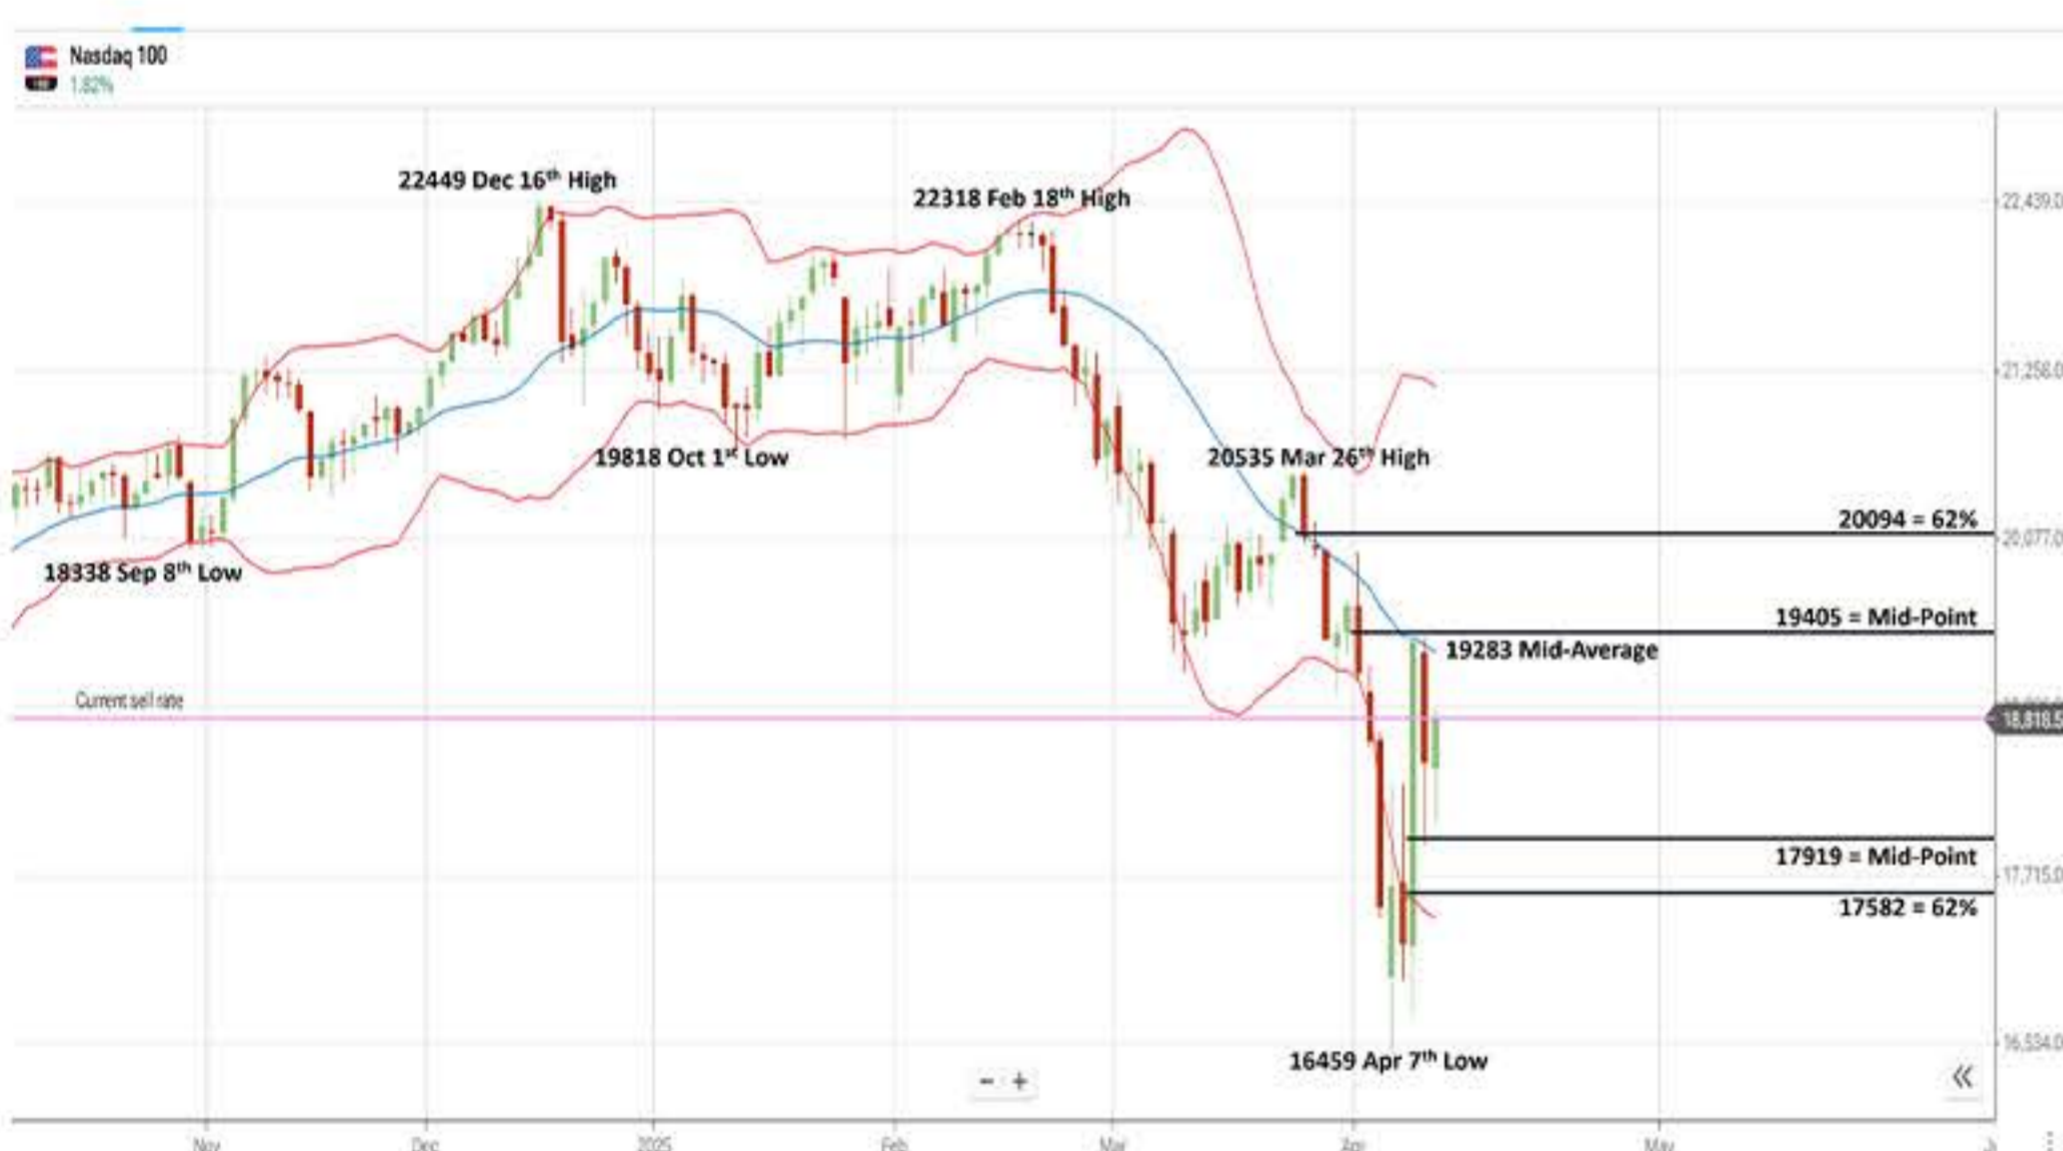 Nasdaq 100
1.82%
22449 Dec 16th High
22318 Feb 18th High
22,439.0
21,258.0
19818 Oct 1st Low
20535 Mar 26th High
20094 = 62%
20,077.0
18338 Sep 8th Low
19405 = Mid-Point
19283 Mid-Average
Current sell rate
18,818.5
17919 = Mid-Point
17,715.0
17582 = 62%
16,534.0
16459 Apr 7th Low
- +
«
Nov Dec 2025 Feb Mar Apr May